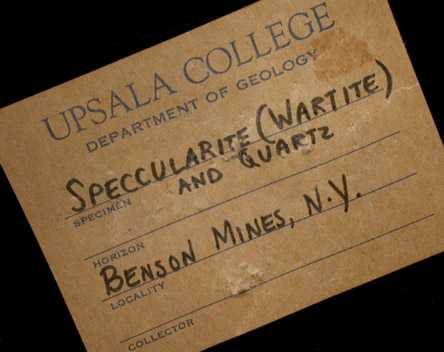 UPSALA COLLEGE
DEPARTMENT OF GEOLOGY
SPECCULARITE (WARTITE)
AND QUARTZ
SPECIMEN
HORIZON
BENSON MINES, N.Y.
LOCALITY
COLLECTOR